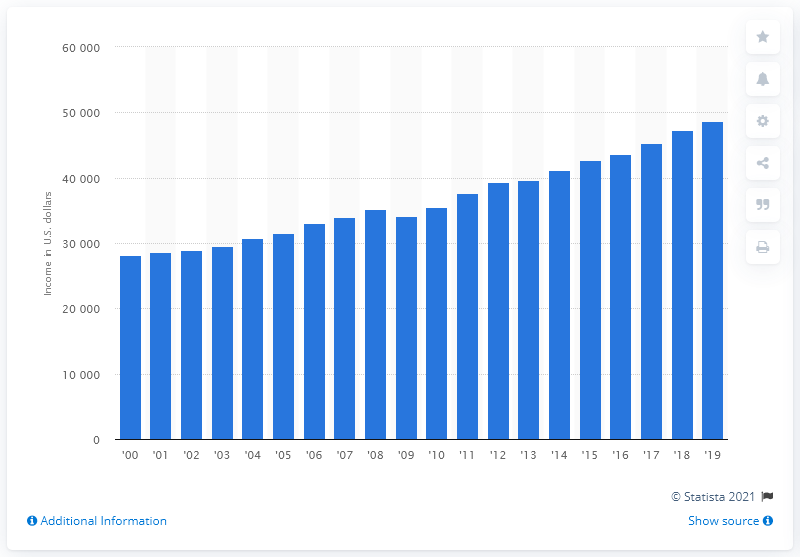 60 000
50 000
40 000
30 000
20 000
10 000
0
Income in U.S. dollars
'00 '01 '02 '03 '04 '05 '06 '07 '08 '09 '10 '11 '12 '13 '14 '15 '16 '17 '18 '19
© Statista 2021
Additional Information
Show source